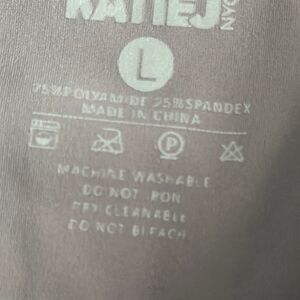 KATIEJ NYC
L
75%POLYAMIDE 25%SPANDEX
MADE IN CHINA
P
MACHINE WASHABLE
DO NOT IRON
DRY CLEANABLE
DO NOT BLEACH